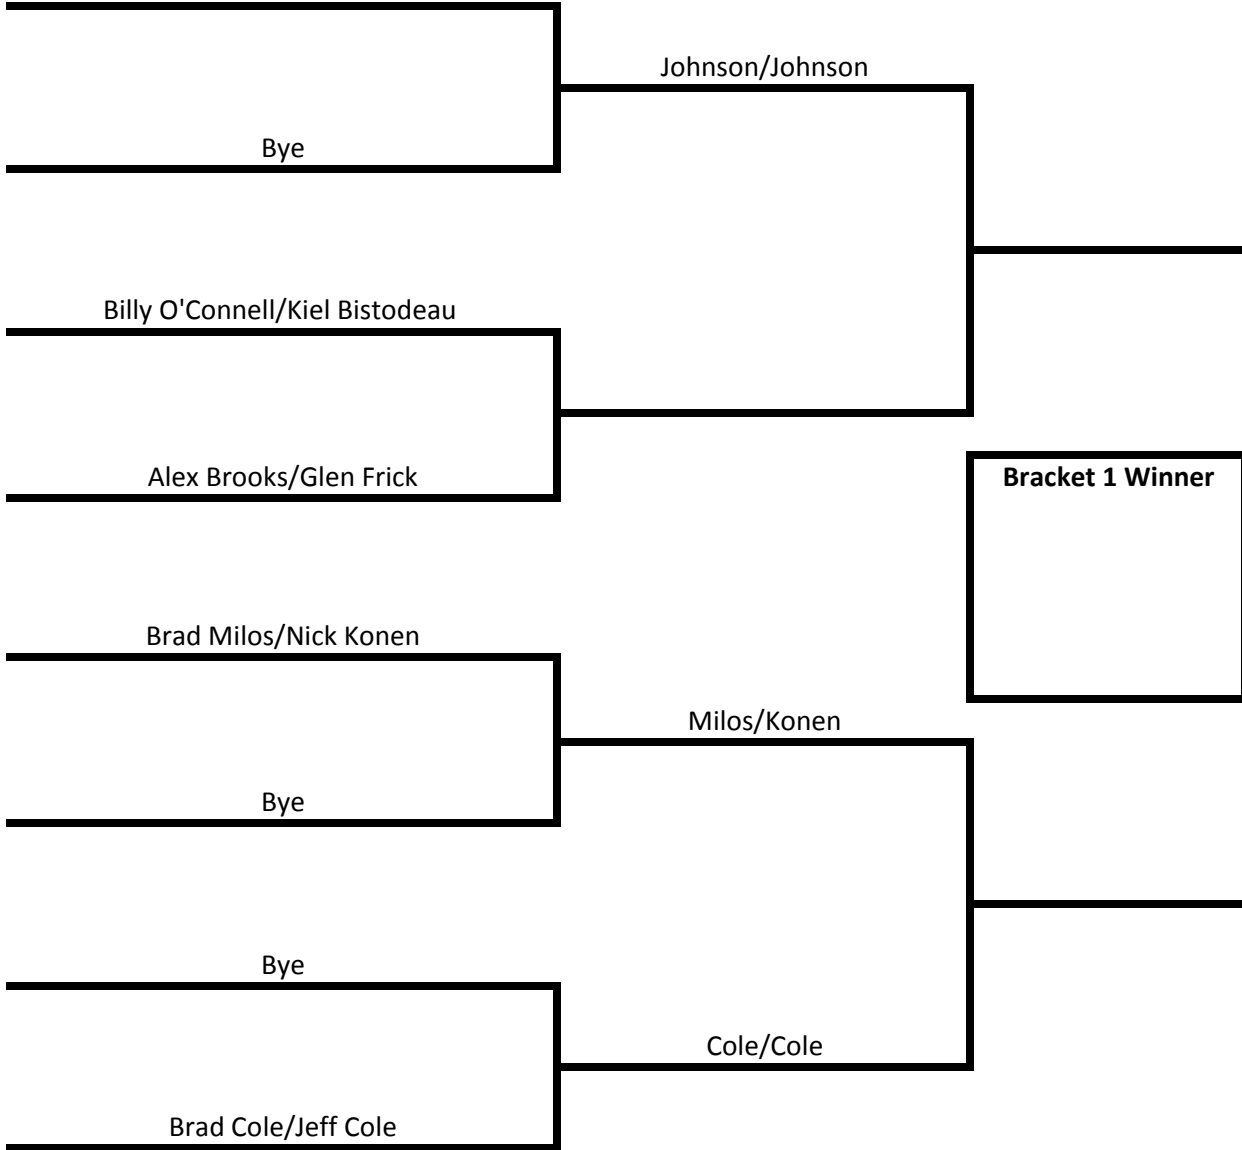 Johnson/Johnson
Bye
Billy O'Connell/Kiel Bistodeau
Alex Brooks/Glen Frick
Bracket 1 Winner
Brad Milos/Nick Konen
Milos/Konen
Bye
Bye
Cole/Cole
Brad Cole/Jeff Cole